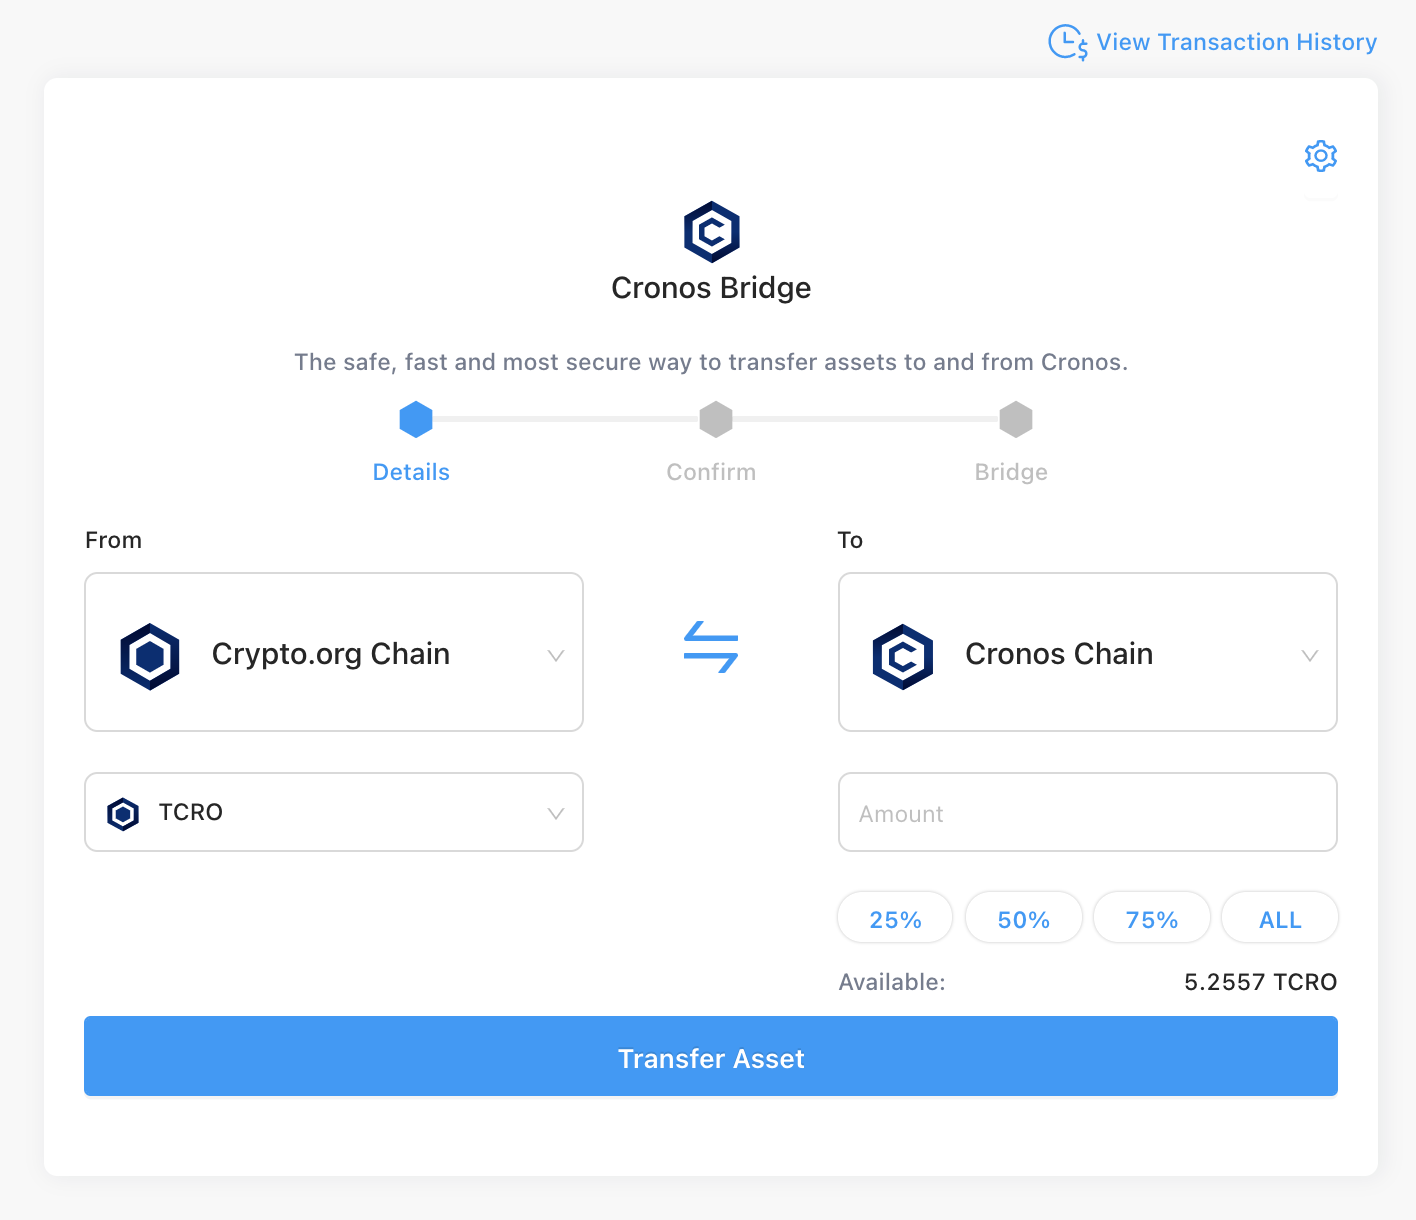 View Transaction History
Cronos Bridge
The safe, fast and most secure way to transfer assets to and from Cronos.
Details
Confirm
Bridge
From
To
Crypto.org Chain
Cronos Chain
TCRO
Amount
25%
50%
75%
ALL
Available:
5.2557 TCRO
Transfer Asset